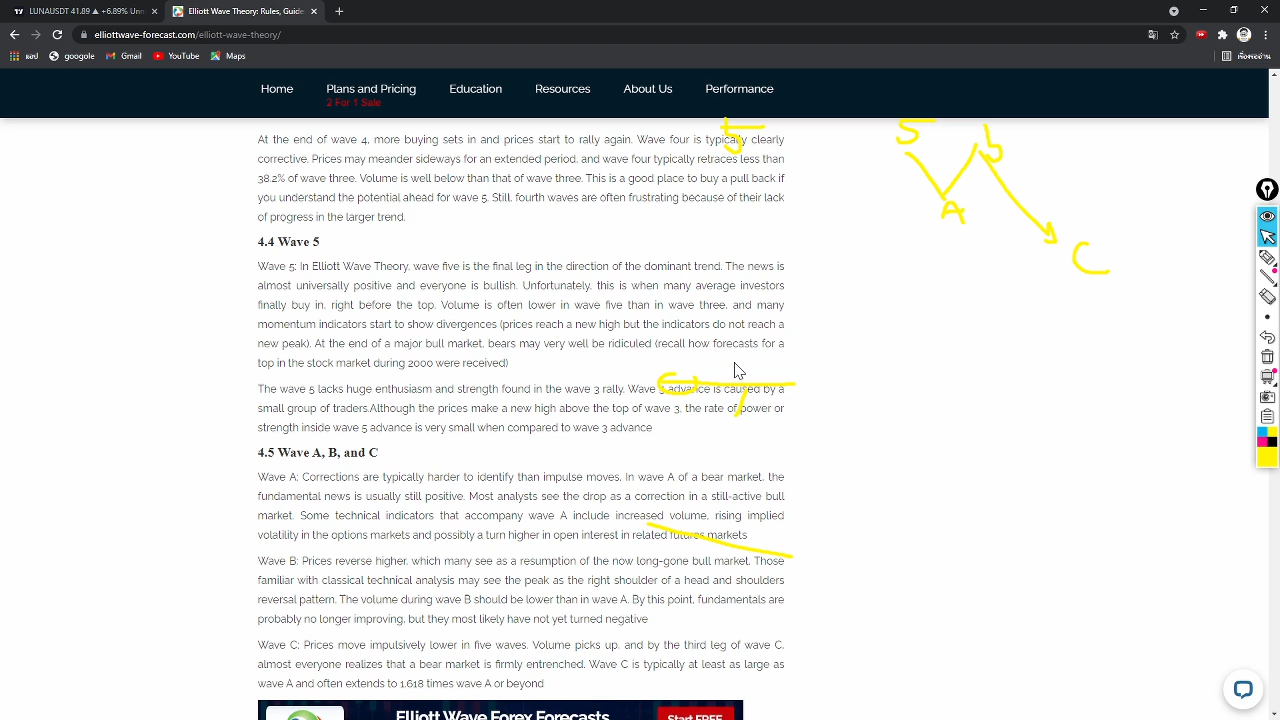 LUNAUSDT 41.89 ▲ +6.89% Unn
Elliott Wave Theory: Rules, Guide
elliottwave-forecast.com/elliott-wave-theory/
แอป
googole
Gmail
YouTube
Maps
Home
Plans and Pricing
Education
Resources
About Us
Performance
2 For 1 Sale
At the end of wave 4, more buying sets in and prices start to rally again. Wave four is typically clearly
corrective. Prices may meander sideways for an extended period, and wave four typically retraces less than
38.2% of wave three. Volume is well below than that of wave three. This is a good place to buy a pull back if
you understand the potential ahead for wave 5. Still, fourth waves are often frustrating because of their lack
of progress in the larger trend.
4.4 Wave 5
Wave 5: In Elliott Wave Theory, wave five is the final leg in the direction of the dominant trend. The news is
almost universally positive and everyone is bullish. Unfortunately, this is when many average investors
finally buy in, right before the top. Volume is often lower in wave five than in wave three, and many
momentum indicators start to show divergences (prices reach a new high but the indicators do not reach a
new peak). At the end of a major bull market, bears may very well be ridiculed (recall how forecasts for a
top in the stock market during 2000 were received)
The wave 5 lacks huge enthusiasm and strength found in the wave 3 rally. Wave 5 advance is caused by a
small group of traders.Although the prices make a new high above the top of wave 3, the rate of power or
strength inside wave 5 advance is very small when compared to wave 3 advance
4.5 Wave A, B, and C
Wave A: Corrections are typically harder to identify than impulse moves. In wave A of a bear market, the
fundamental news is usually still positive. Most analysts see the drop as a correction in a still-active bull
market. Some technical indicators that accompany wave A include increased volume, rising implied
volatility in the options markets and possibly a turn higher in open interest in related futures markets
Wave B: Prices reverse higher, which many see as a resumption of the now long-gone bull market. Those
familiar with classical technical analysis may see the peak as the right shoulder of a head and shoulders
reversal pattern. The volume during wave B should be lower than in wave A. By this point, fundamentals are
probably no longer improving, but they most likely have not yet turned negative
Wave C: Prices move impulsively lower in five waves. Volume picks up, and by the third leg of wave C,
almost everyone realizes that a bear market is firmly entrenched. Wave C is typically at least as large as
wave A and often extends to 1.618 times wave A or beyond
Elliott Wave Forex Forecasts
Start FREE
5
5
b
A
C